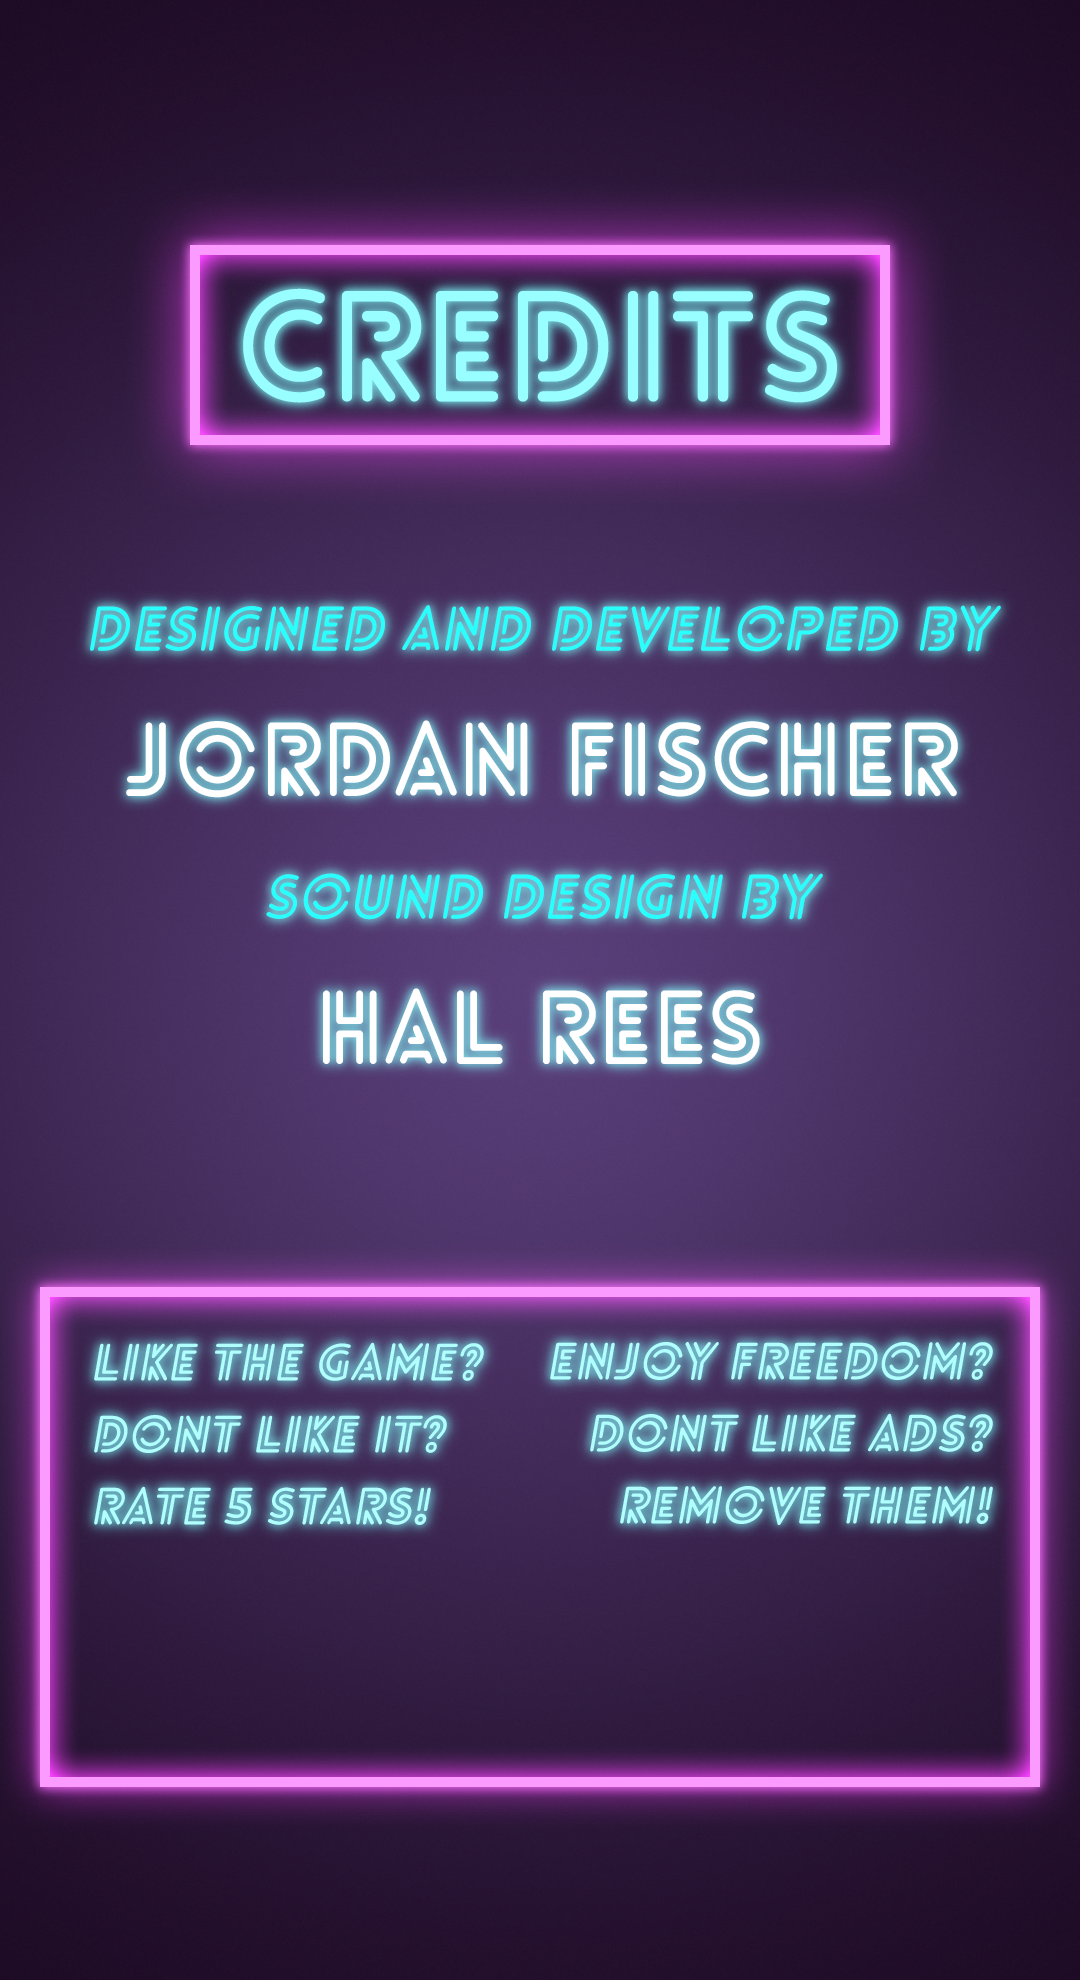 CREDITS
DESIGNED AND DEVELOPED BY
JORDAN FISCHER
SOUND DESIGN BY
HAL REES
LIKE THE GAME?
DONT LIKE IT?
RATE 5 STARS!
ENJOY FREEDOM?
DONT LIKE ADS?
REMOVE THEM!